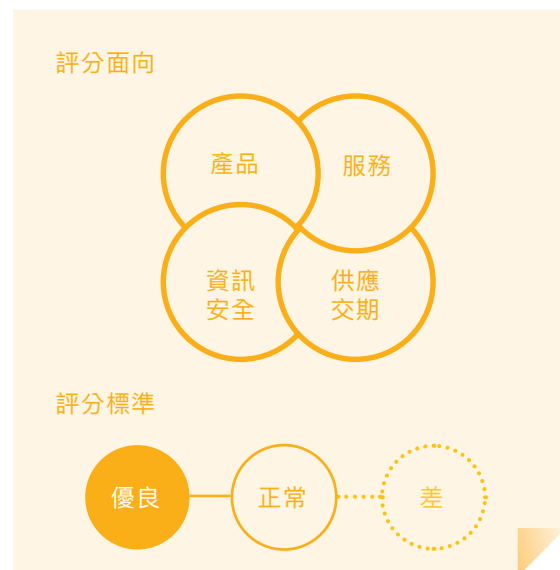 評分面向
產品
服務
資訊
安全
供應
交期
評分標準
優良
正常
差